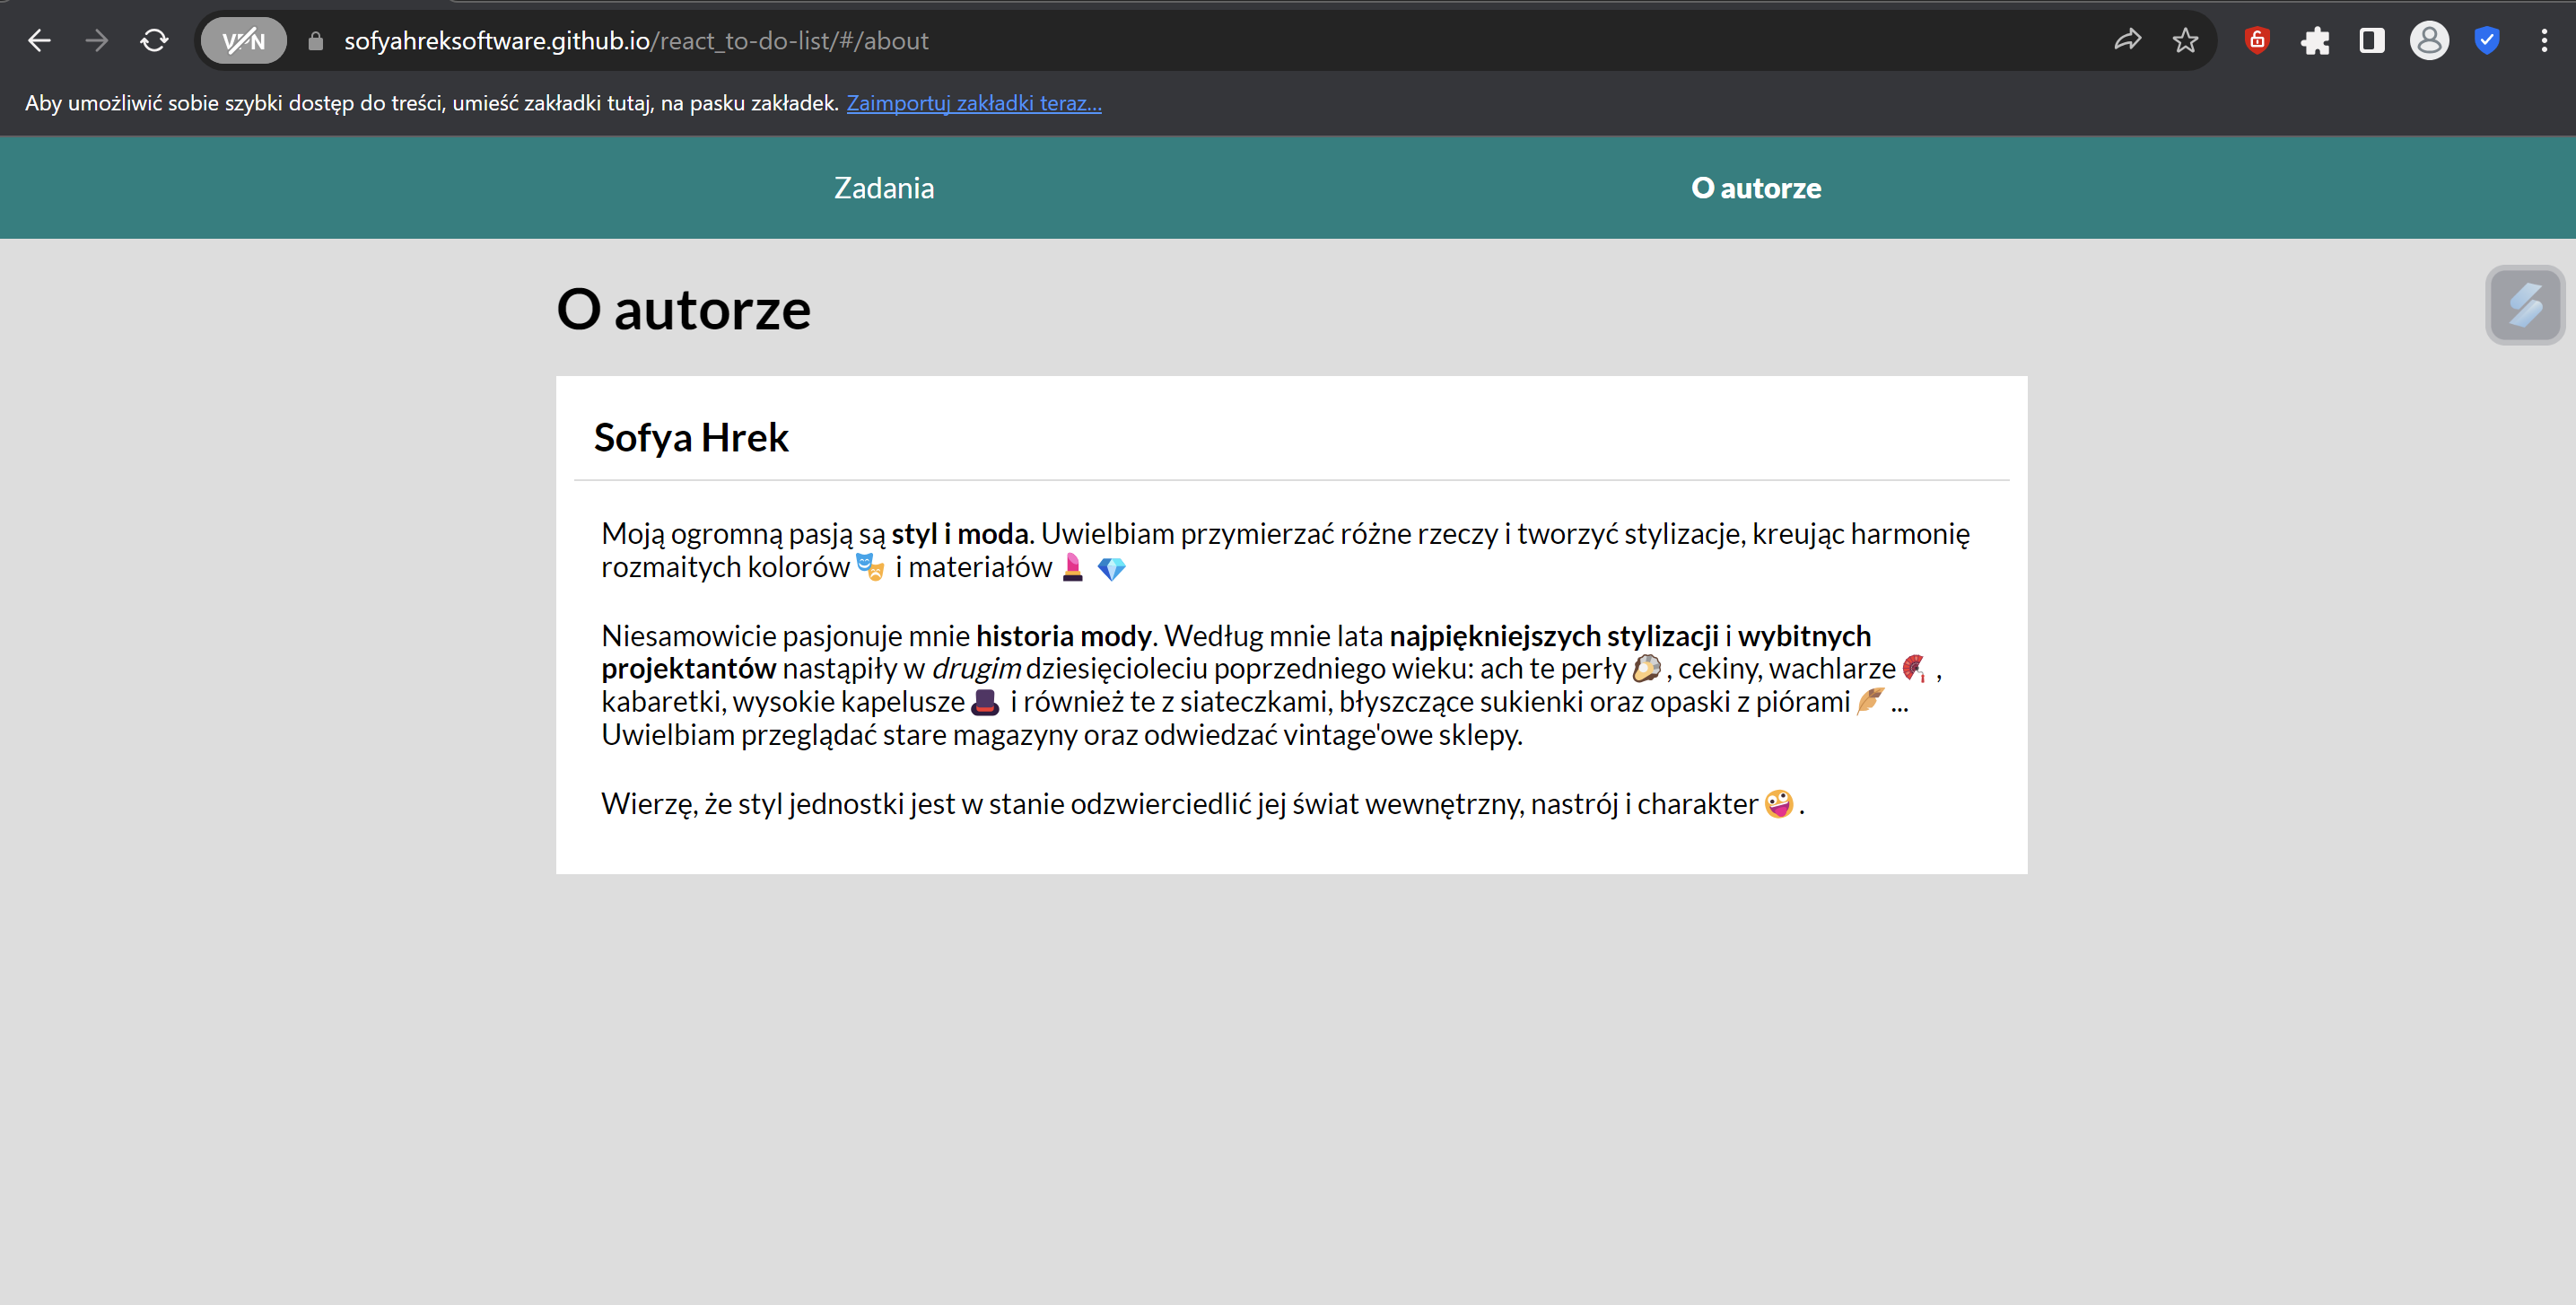 VPN
sofyahreksoftware.github.io/react_to-do-list/#/about
Aby umożliwić sobie szybki dostęp do treści, umieść zakładki tutaj, na pasku zakładek. Zaimportuj zakładki teraz...
Zadania
O autorze
O autorze
Sofya Hrek
Moją ogromną pasją są styl i moda. Uwielbiam przymierzać różne rzeczy i tworzyć stylizacje, kreując harmonię
rozmaitych kolorów 🎭 i materiałów 💄 💎
Niesamowicie pasjonuje mnie historia mody. Według mnie lata najpiękniejszych stylizacji i wybitnych
projektantów nastąpiły w drugim dziesięcioleciu poprzedniego wieku: ach te perły 🦪, cekiny, wachlarze 🪭,
kabaretki, wysokie kapelusze 🎩 i również te z siateczkami, błyszczące sukienki oraz opaski z piórami 🪶...
Uwielbiam przeglądać stare magazyny oraz odwiedzać vintage'owe sklepy.
Wierzę, że styl jednostki jest w stanie odzwierciedlić jej świat wewnętrzny, nastrój i charakter 🤪.